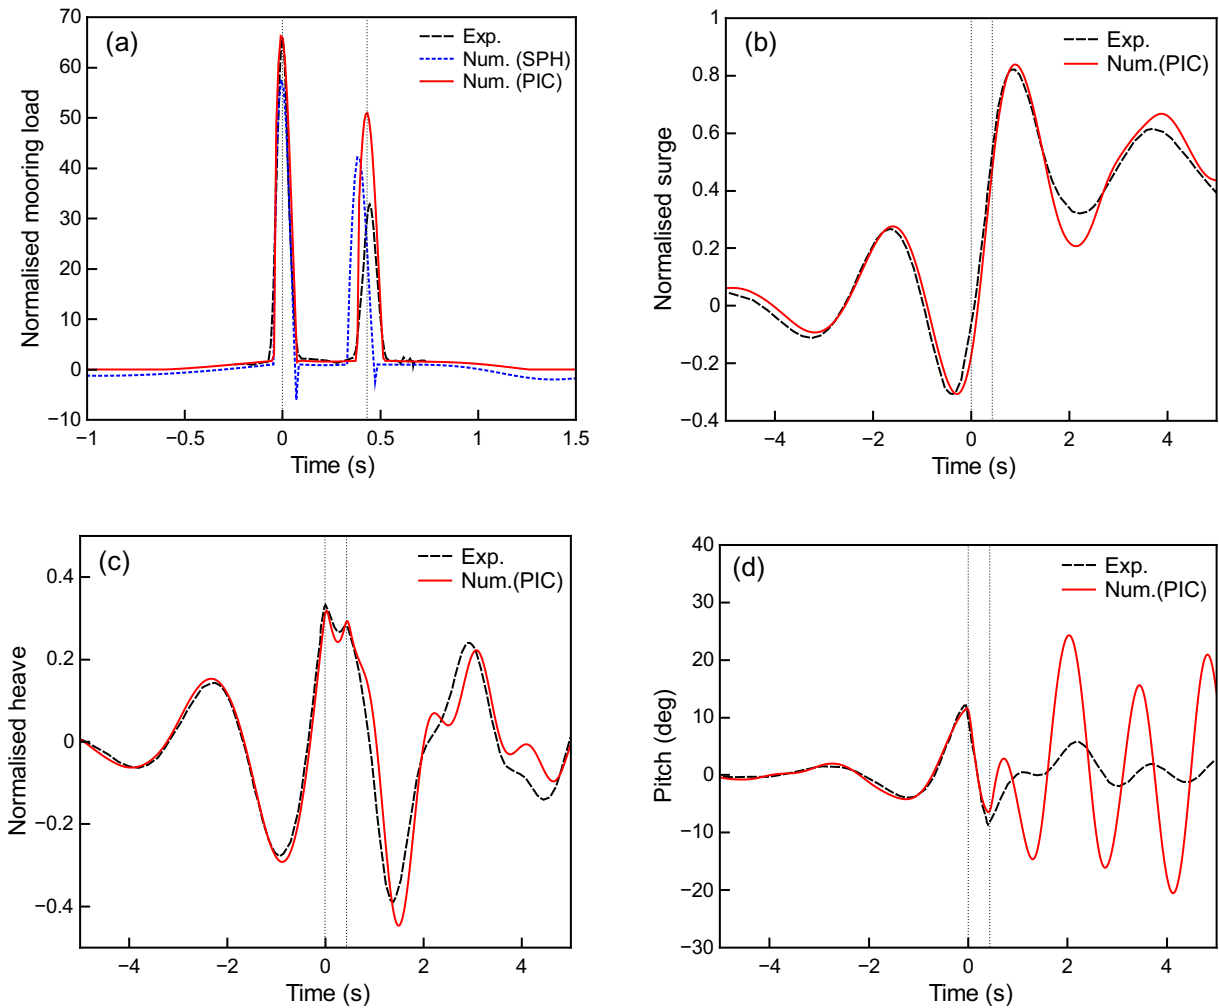 (a)
Exp.
Num. (SPH)
Num. (PIC)
70
60
50
40
30
20
10
0
−10
−1
−0.5
0
0.5
1
1.5
Normalised mooring load
Time (s)
(b)
Exp.
Num.(PIC)
1
0.8
0.6
0.4
0.2
0
−0.2
−0.4
−4
−2
0
2
4
Normalised surge
Time (s)
(c)
Exp.
Num.(PIC)
0.4
0.2
0
−0.2
−0.4
−4
−2
0
2
4
Normalised heave
Time (s)
(d)
Exp.
Num.(PIC)
40
30
20
10
0
−10
−20
−30
−4
−2
0
2
4
Pitch (deg)
Time (s)